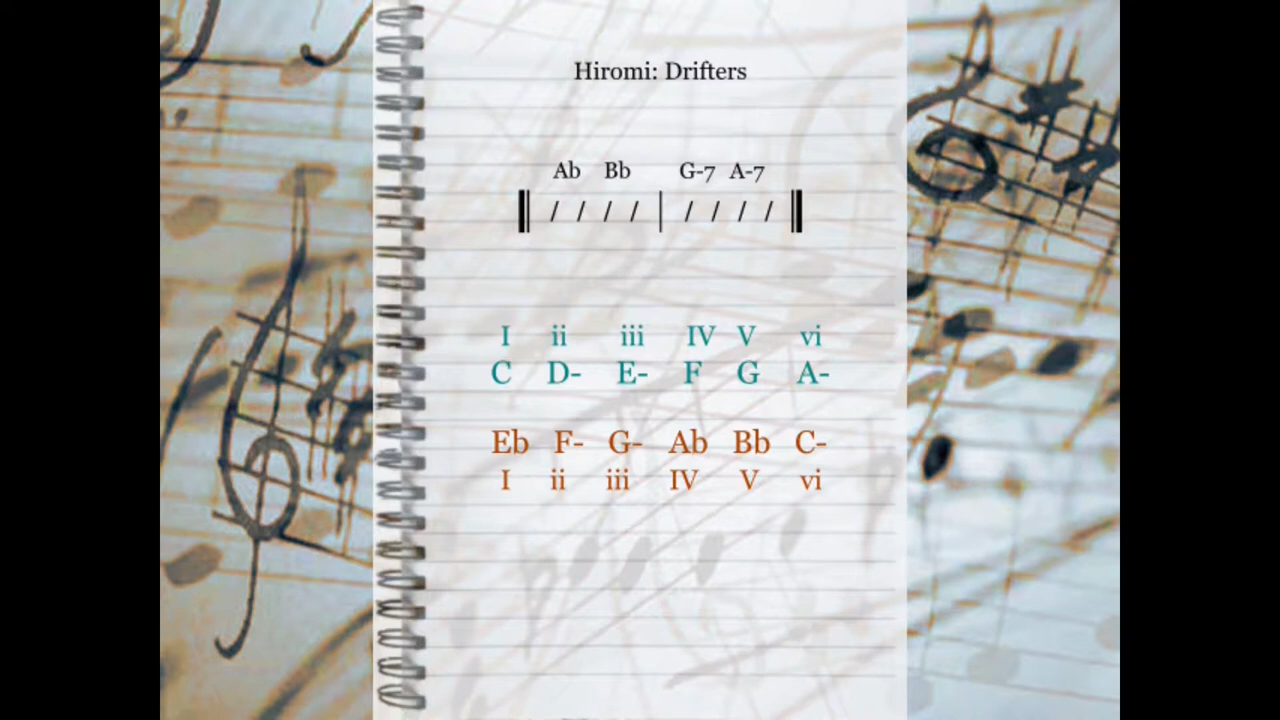 Hiromi: Drifters
Ab Bb G-7 A-7
/ / / / | / / / /
I ii iii IV V vi
C D- E- F G A-
Eb F- G- Ab Bb C-
I ii iii IV V vi